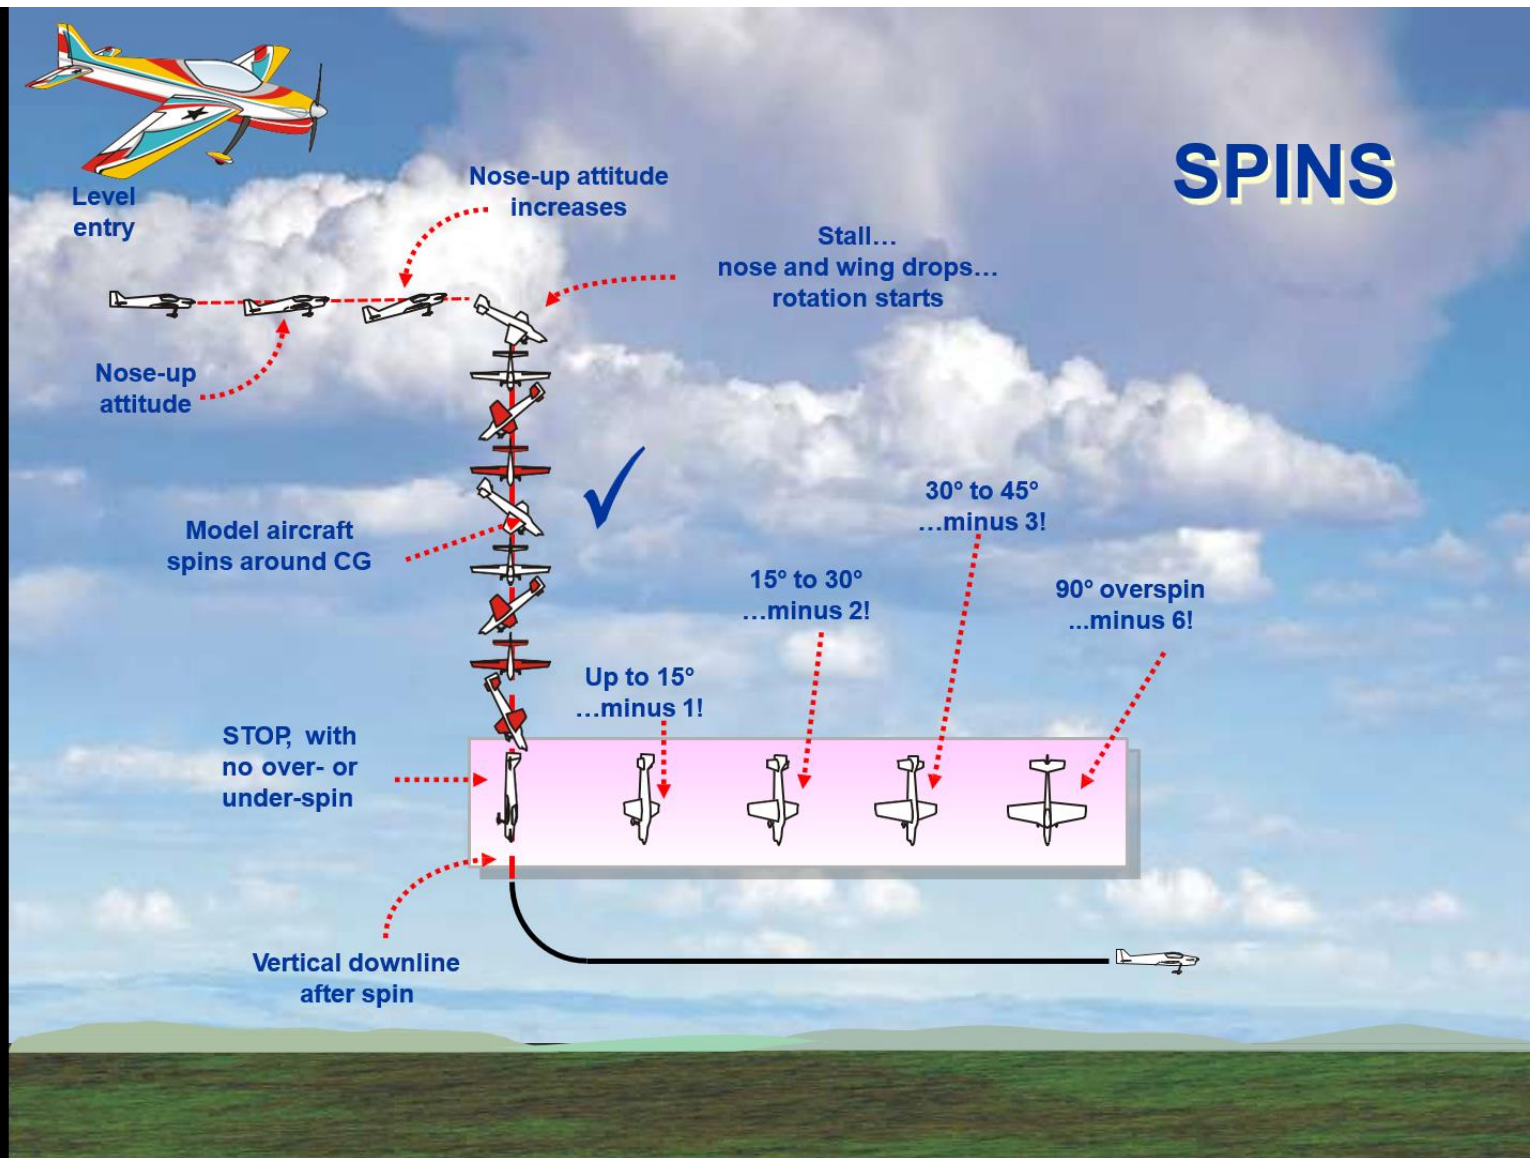 SPINS
Level
entry
Nose-up attitude
increases
Stall…
nose and wing drops…
rotation starts
Nose-up
attitude
Model aircraft
spins around CG
30° to 45°
…minus 3!
15° to 30°
…minus 2!
90° overspin
...minus 6!
Up to 15°
…minus 1!
STOP, with
no over- or
under-spin
Vertical downline
after spin